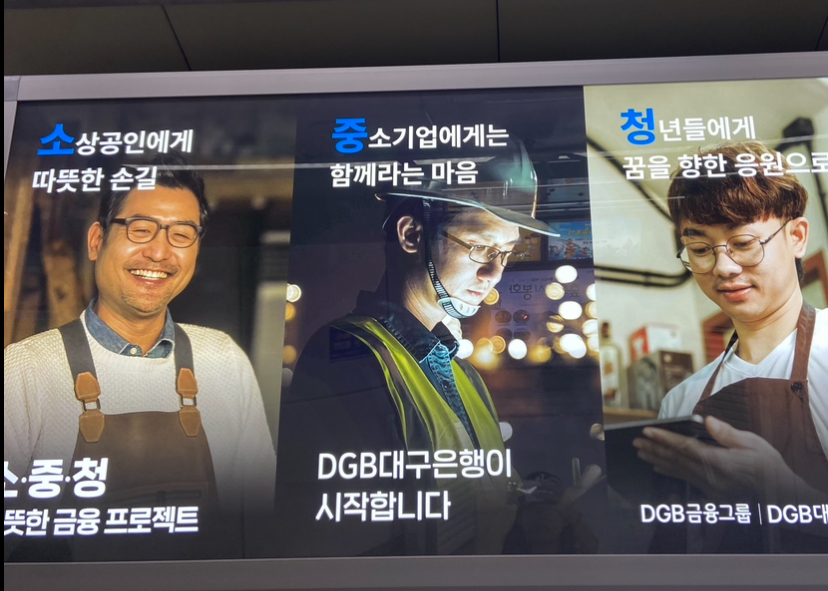 소상공인에게
따뜻한 손길
중소기업에게는
함께라는 마음
청년들에게
꿈을 향한 응원으로
소·중·청
뜻한 금융 프로젝트
DGB대구은행이
시작합니다
DGB금융그룹 | DGB대